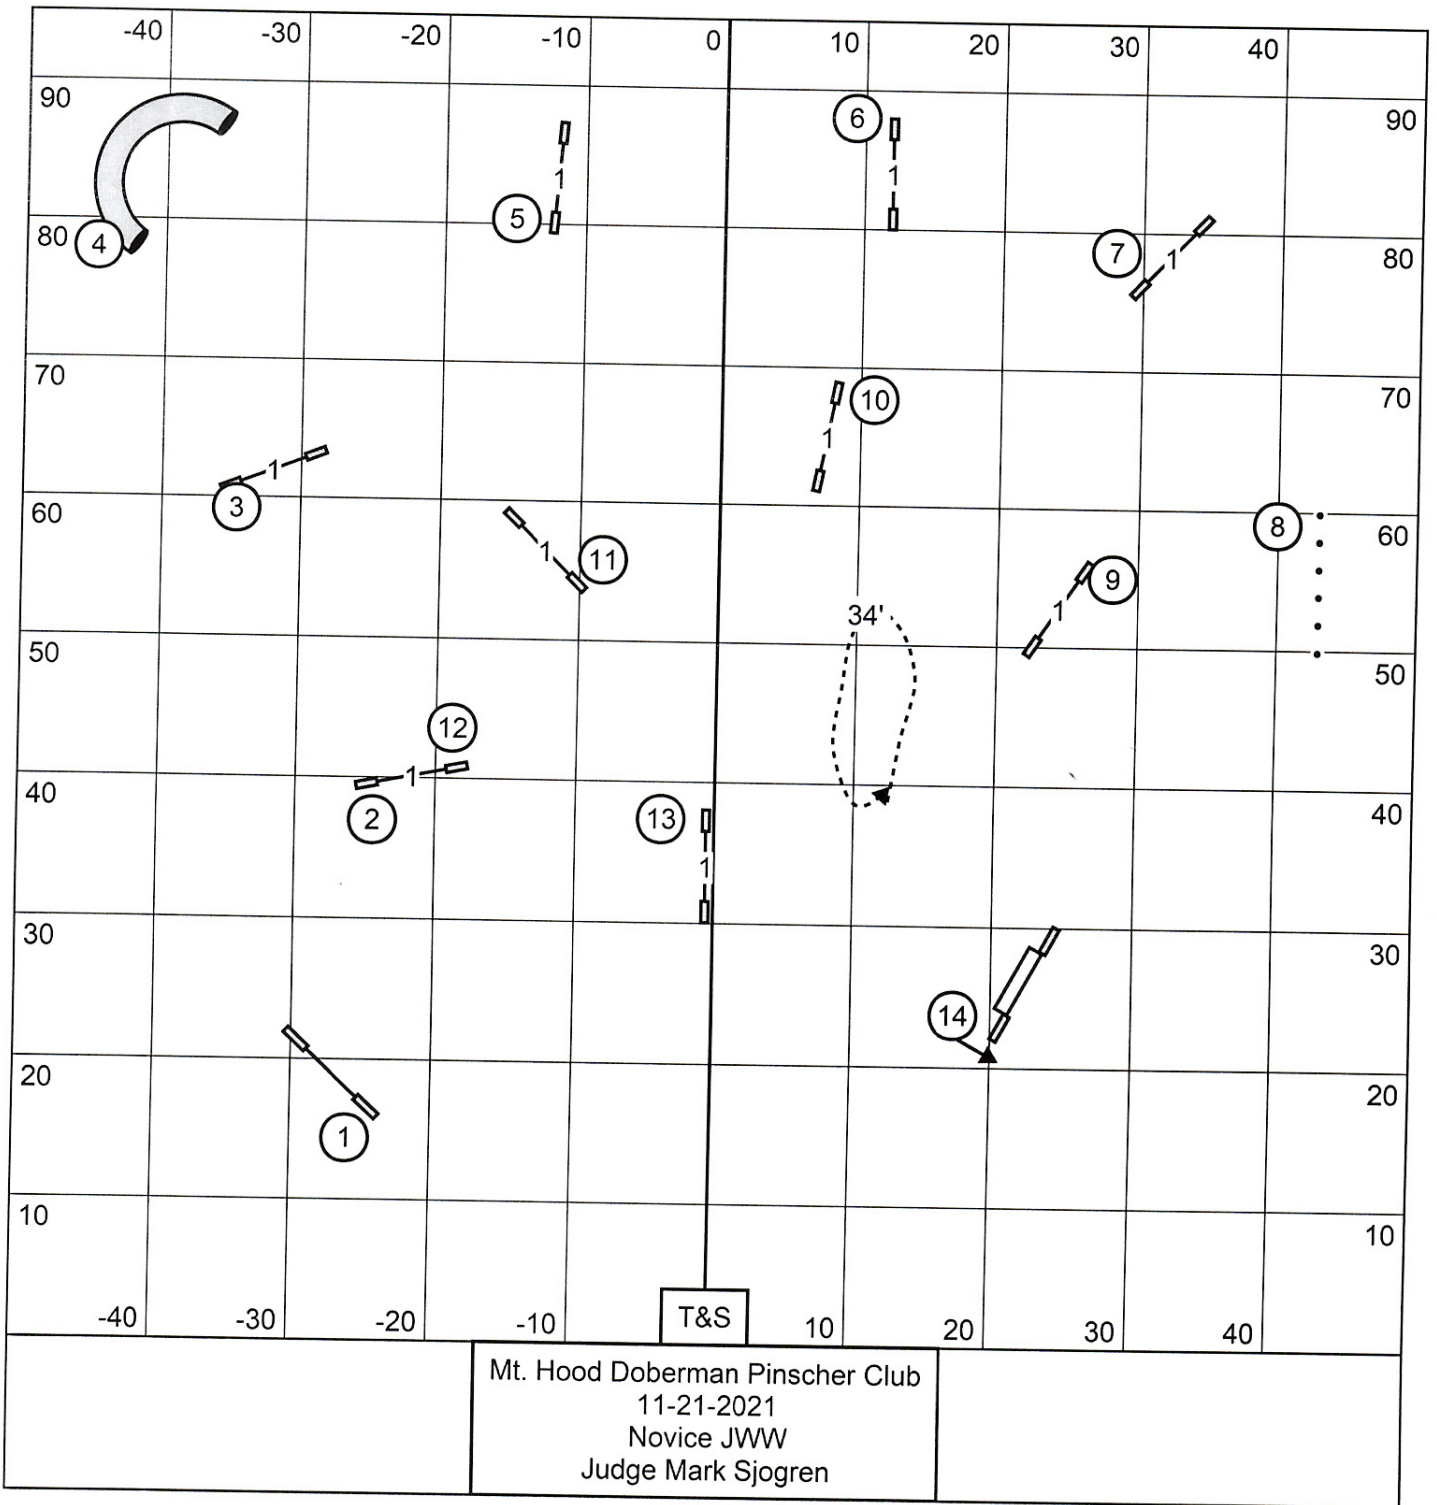 -40 -30 -20 -10 0 10 20 30 40
90 6 90
5
80 4 7 80
1 1 1
70 10 70
1
3 1
60 8 60
11 1 9
34' 1
50 50
12
1
40 2 13 40
1
30 30
14
20 20
1
10 10
-40 -30 -20 -10 T&S 10 20 30 40
Mt. Hood Doberman Pinscher Club
11-21-2021
Novice JWW
Judge Mark Sjogren